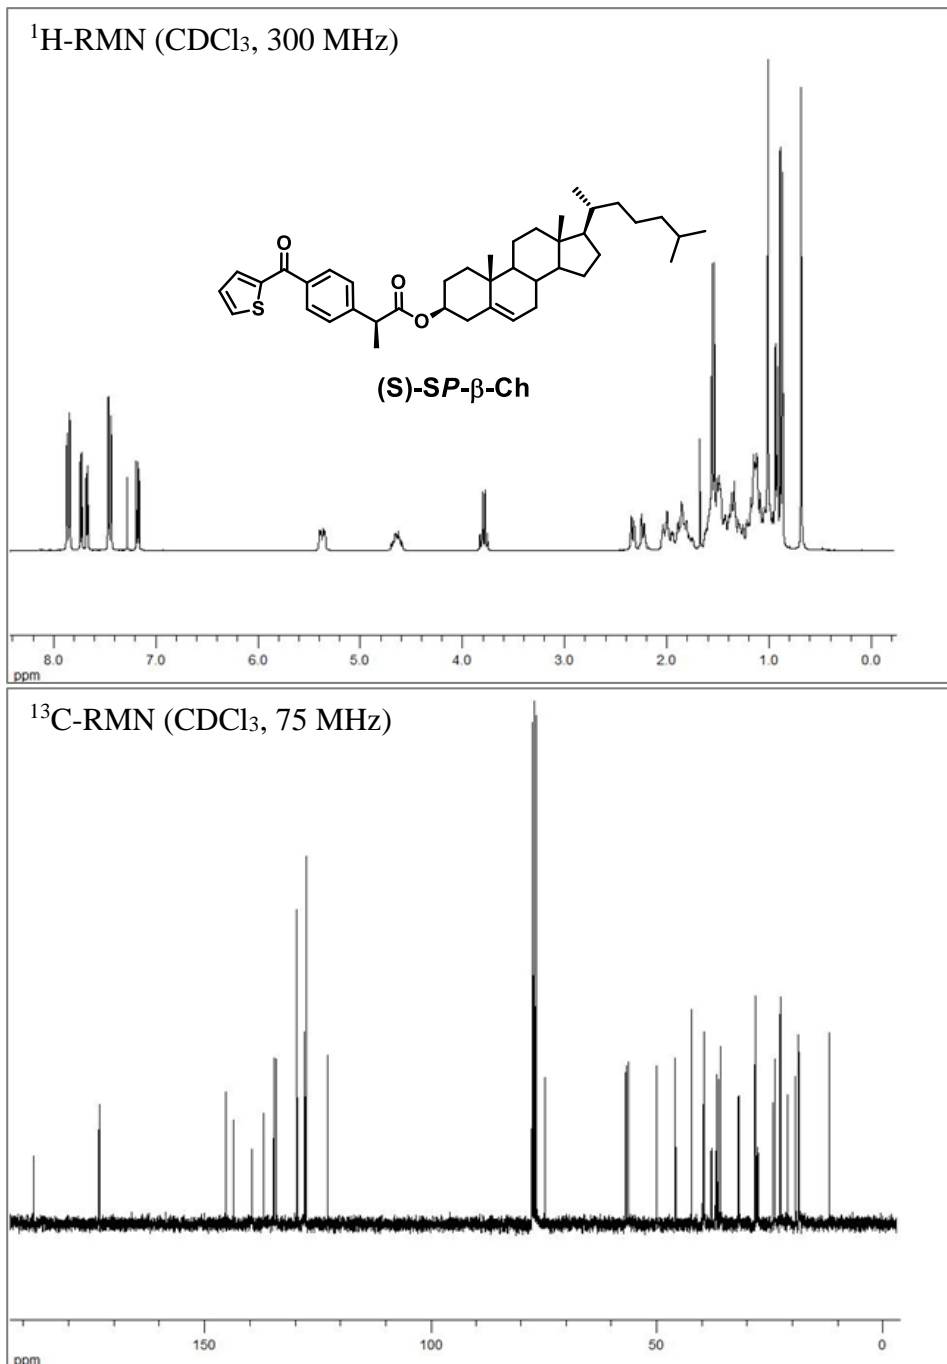 ¹H-RMN (CDCl₃, 300 MHz)
O
S
O
O
(S)-SP-β-Ch
8.0 7.0 6.0 5.0 4.0 3.0 2.0 1.0 0.0
ppm
¹³C-RMN (CDCl₃, 75 MHz)
150 100 50 0
ppm